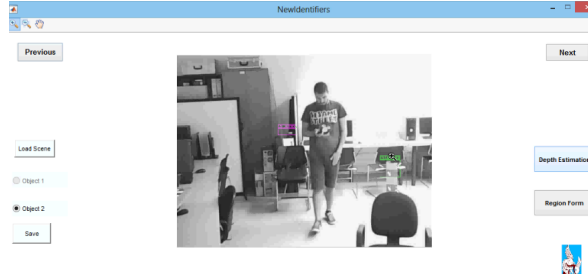 NewIdentifiers
Previous
Next
Load Scene
Depth Estimation
Object 1
Object 2
Region Form
Save